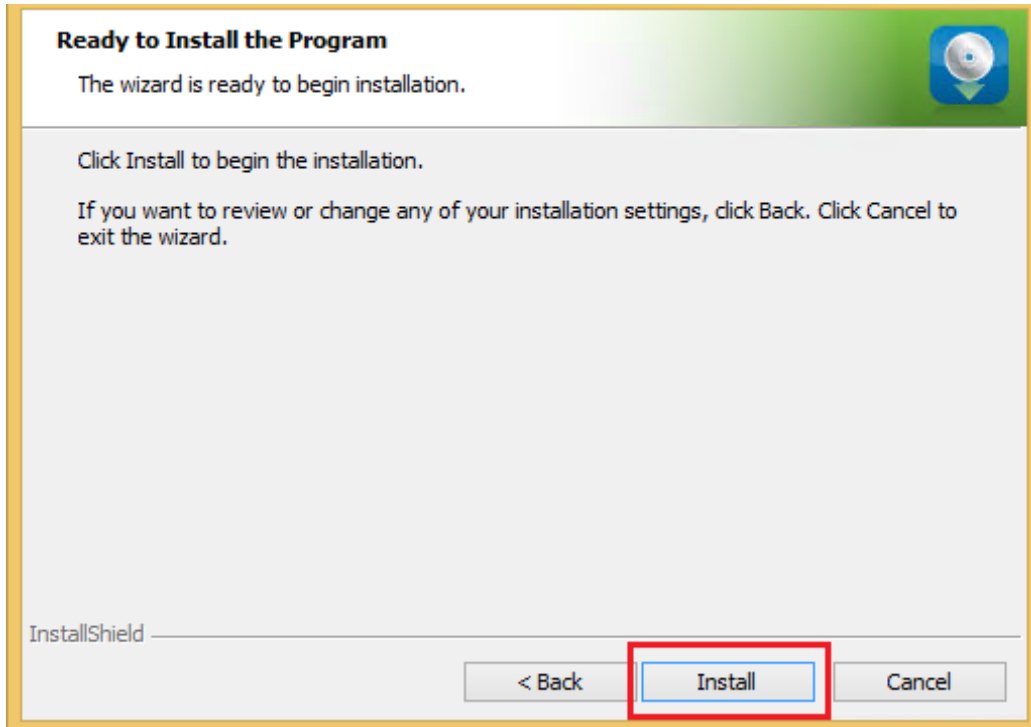 Ready to Install the Program
The wizard is ready to begin installation.
Click Install to begin the installation.
If you want to review or change any of your installation settings, click Back. Click Cancel to
exit the wizard.
InstallShield
< Back
Install
Cancel